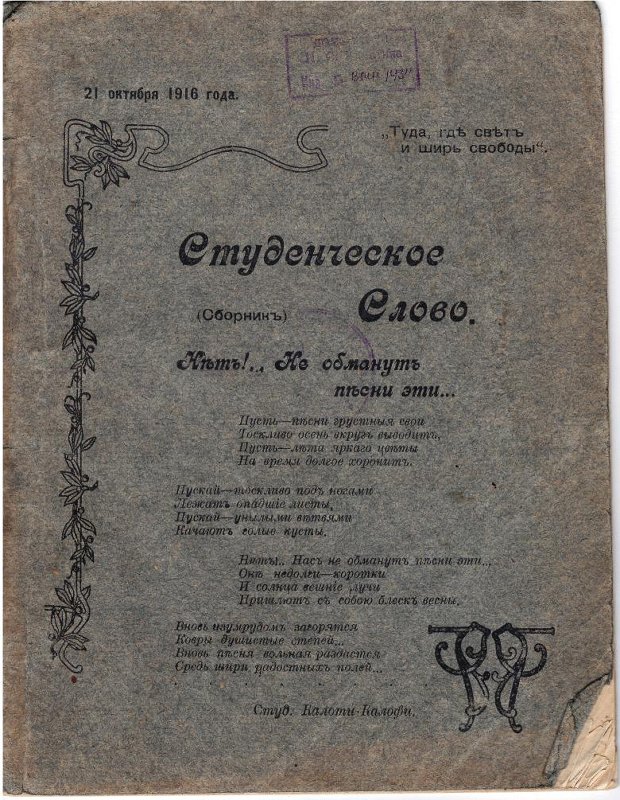 21 октября 1916 года.
„Туда, гдѣ свѣтъ
и ширь свободы“.
Студенческое
(Сборникъ) Слово.
Нѣтъ!.. Не обманутъ
пѣсни эти...
Пусть—пѣсни грустныя свои
Тоскливо осень вкругъ выводитъ,
Пусть—лѣта яркаго цвѣты
На время долгое хоронитъ.
Пускай—тоскливо подъ ногами
Лежатъ опавшіе листы,
Пускай—унылыми вѣтвями
Качаютъ голые кусты.
Нѣтъ!.. Насъ не обманутъ пѣсни эти...
Онѣ недолги—коротки
И солнца вешніе лучи
Пришлютъ съ собою блескъ весны.
Вновь изумрудомъ загорятся
Ковры душистые степей...
Вновь пѣсня вольная раздастся
Средь шири радостныхъ полей...
Студ. Калоти-Калофи.